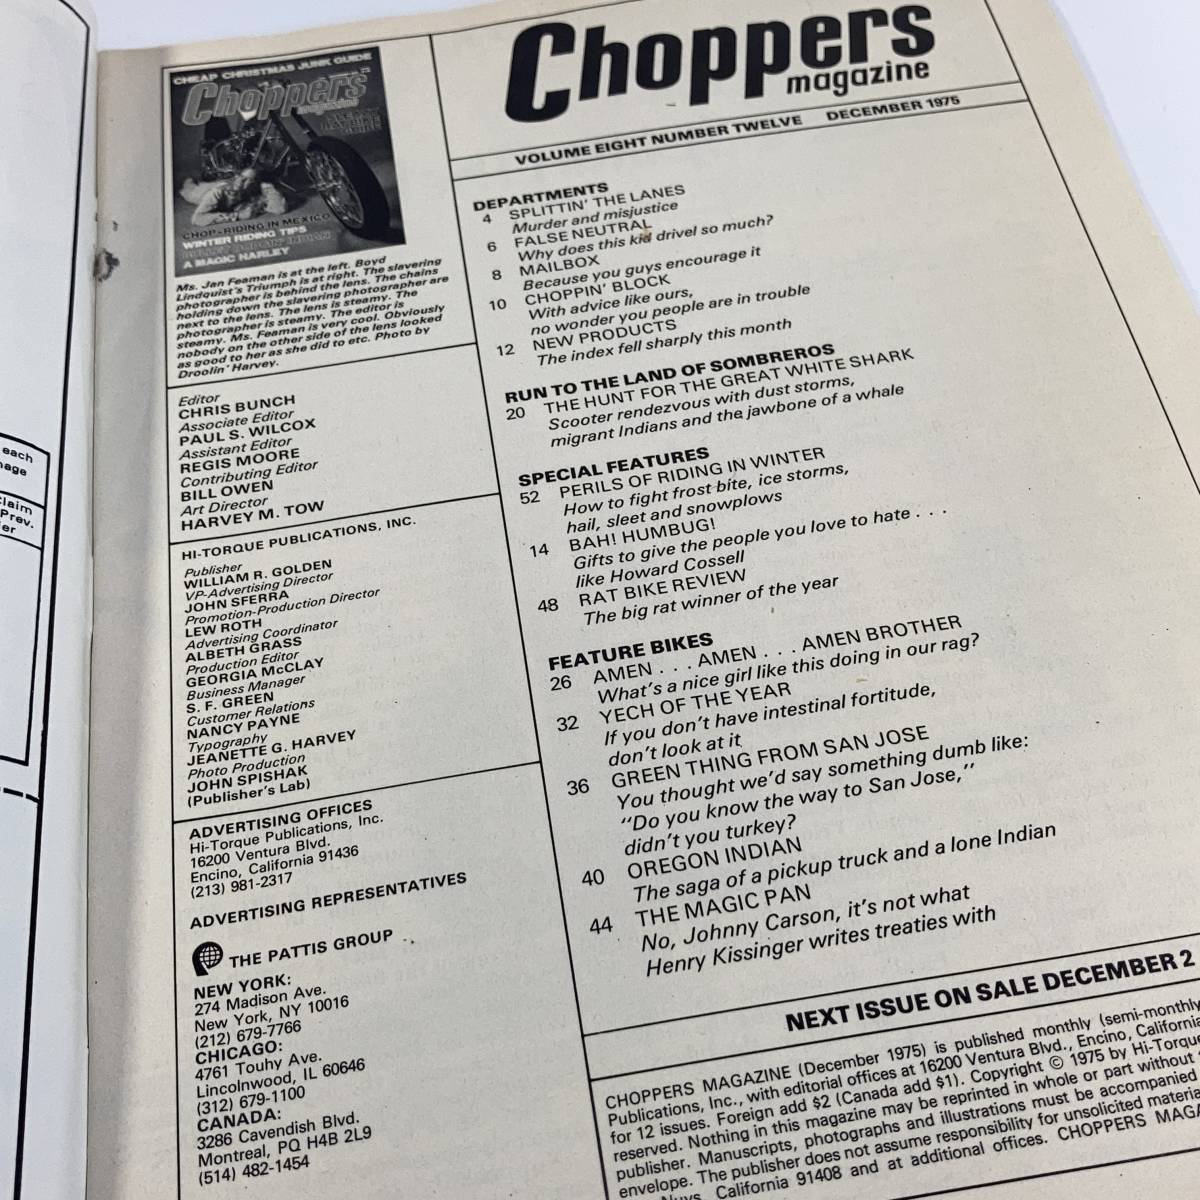 each
nage
Claim
Prev.
ier
CHEAP CHRISTMAS JUNK GUIDE
Choppers
magazine
CHOP-RIDING IN MEXICO
WINTER RIDING TIPS
A MAGIC HARLEY
Ms. Jan Feaman is at the left. Boyd
Lindquist's Triumph is at right. The slavering
photographer is behind the lens. The chains
holding down the slavering photographer are
next to the lens. The lens is steamy. The
photographer is steamy. The editor is
steamy. Ms. Feaman is very cool. Obviously
nobody on the other side of the lens looked
as good to her as she did to etc. Photo by
Droolin' Harvey.
Editor
CHRIS BUNCH
Associate Editor
PAUL S. WILCOX
Assistant Editor
REGIS MOORE
Contributing Editor
BILL OWEN
Art Director
HARVEY M. TOW
HI-TORQUE PUBLICATIONS, INC.
Publisher
WILLIAM R. GOLDEN
VP-Advertising Director
JOHN SFERRA
Promotion-Production Director
LEW ROTH
Advertising Coordinator
ALBETH GRASS
Production Editor
GEORGIA McCLAY
Business Manager
S. F. GREEN
Customer Relations
NANCY PAYNE
Typography
JEANETTE G. HARVEY
Photo Production
JOHN SPISHAK
(Publisher's Lab)
ADVERTISING OFFICES
Hi-Torque Publications, Inc.
16200 Ventura Blvd.
Encino, California 91436
(213) 981-2317
ADVERTISING REPRESENTATIVES
THE PATTIS GROUP
NEW YORK:
274 Madison Ave.
New York, NY 10016
(212) 679-7766
CHICAGO:
4761 Touhy Ave.
Lincolnwood, IL 60646
(312) 679-1100
CANADA:
3286 Cavendish Blvd.
Montreal, PQ H4B 2L9
(514) 482-1454
Choppers
magazine
VOLUME EIGHT NUMBER TWELVE DECEMBER 1975
DEPARTMENTS
4 SPLITTIN' THE LANES
Murder and misjustice
6 FALSE NEUTRAL
Why does this kid drivel so much?
8 MAILBOX
Because you guys encourage it
10 CHOPPIN' BLOCK
With advice like ours,
no wonder you people are in trouble
12 NEW PRODUCTS
The index fell sharply this month
RUN TO THE LAND OF SOMBREROS
20 THE HUNT FOR THE GREAT WHITE SHARK
Scooter rendezvous with dust storms,
migrant Indians and the jawbone of a whale
SPECIAL FEATURES
52 PERILS OF RIDING IN WINTER
How to fight frost bite, ice storms,
hail, sleet and snowplows
14 BAH! HUMBUG!
Gifts to give the people you love to hate . . .
like Howard Cossell
48 RAT BIKE REVIEW
The big rat winner of the year
FEATURE BIKES
26 AMEN . . . AMEN . . . AMEN BROTHER
What's a nice girl like this doing in our rag?
32 YECH OF THE YEAR
If you don't have intestinal fortitude,
don't look at it
36 GREEN THING FROM SAN JOSE
You thought we'd say something dumb like:
"Do you know the way to San Jose,"
didn't you turkey?
40 OREGON INDIAN
The saga of a pickup truck and a lone Indian
44 THE MAGIC PAN
No, Johnny Carson, it's not what
Henry Kissinger writes treaties with
NEXT ISSUE ON SALE DECEMBER 2
CHOPPERS MAGAZINE (December 1975) is published monthly (semi-monthly
Publications, Inc., with editorial offices at 16200 Ventura Blvd., Encino, California
for 12 issues. Foreign add $2 (Canada add $1). Copyright © 1975 by Hi-Torque
reserved. Nothing in this magazine may be reprinted in whole or part without
publisher. Manuscripts, photographs and illustrations must be accompanied
envelope. The publisher does not assume responsibility for unsolicited material
Nuys, California 91408 and at additional offices. CHOPPERS MAGA